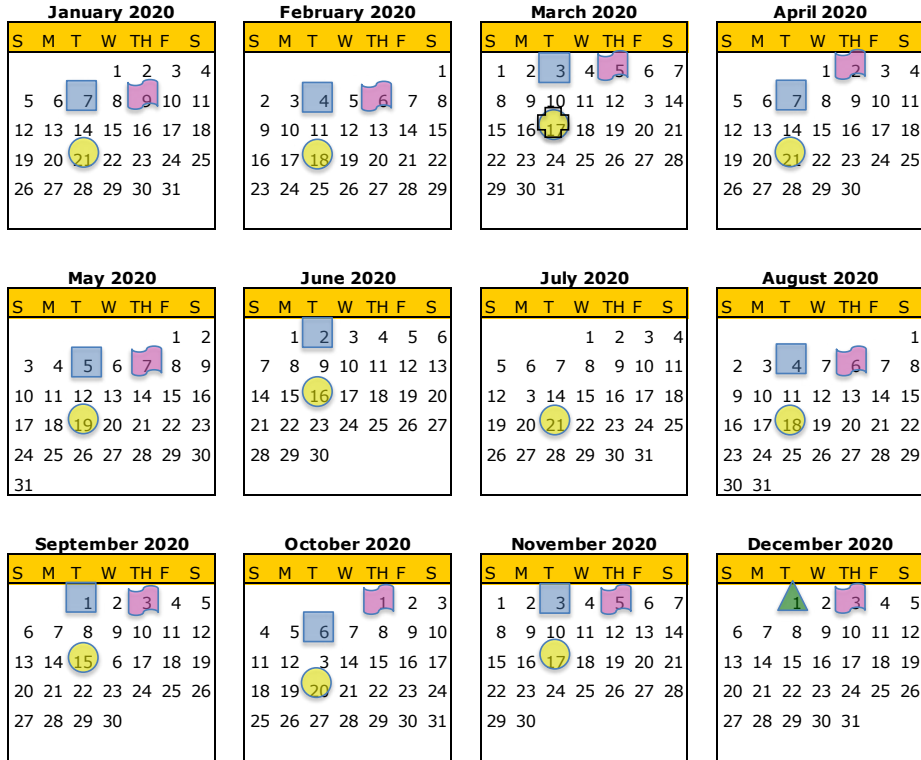 January 2020
S M T W TH F S
1 2 3 4
5 6 7 8 9 10 11
12 13 14 15 16 17 18
19 20 21 22 23 24 25
26 27 28 29 30 31
February 2020
S M T W TH F S
1
2 3 4 5 6 7 8
9 10 11 12 13 14 15
16 17 18 19 20 21 22
23 24 25 26 27 28 29
March 2020
S M T W TH F S
1 2 3 4 5 6 7
8 9 10 11 12 3 14
15 16 17 18 19 20 21
22 23 24 25 26 27 28
29 30 31
April 2020
S M T W TH F S
1 2 3 4
5 6 7 8 9 10 11
12 13 14 15 16 17 18
19 20 21 22 23 24 25
26 27 28 29 30
May 2020
S M T W TH F S
1 2
3 4 5 6 7 8 9
10 11 12 13 14 15 16
17 18 19 20 21 22 23
24 25 26 27 28 29 30
31
June 2020
S M T W TH F S
1 2 3 4 5 6
7 8 9 10 11 12 13
14 15 16 17 18 19 20
21 22 23 24 25 26 27
28 29 30
July 2020
S M T W TH F S
1 2 3 4
5 6 7 8 9 10 11
12 3 14 15 16 17 18
19 20 21 22 23 24 25
26 27 28 29 30 31
August 2020
S M T W TH F S
1
2 3 4 7 6 7 8
9 10 11 12 13 14 15
16 17 18 19 20 21 22
23 24 25 26 27 28 29
30 31
September 2020
S M T W TH F S
1 2 3 4 5
6 7 8 9 10 11 12
13 14 15 6 17 18 19
20 21 22 23 24 25 26
27 28 29 30
October 2020
S M T W TH F S
1 2 3
4 5 6 7 8 9 10
11 12 3 14 15 16 17
18 19 20 21 22 23 24
25 26 27 28 29 30 31
November 2020
S M T W TH F S
1 2 3 4 5 6 7
8 9 10 11 12 13 14
15 16 17 18 19 20 21
22 23 24 25 26 27 28
29 30
December 2020
S M T W TH F S
1 2 3 4 5
6 7 8 9 10 11 12
13 14 15 16 17 18 19
20 21 22 23 24 25 26
27 28 29 30 31